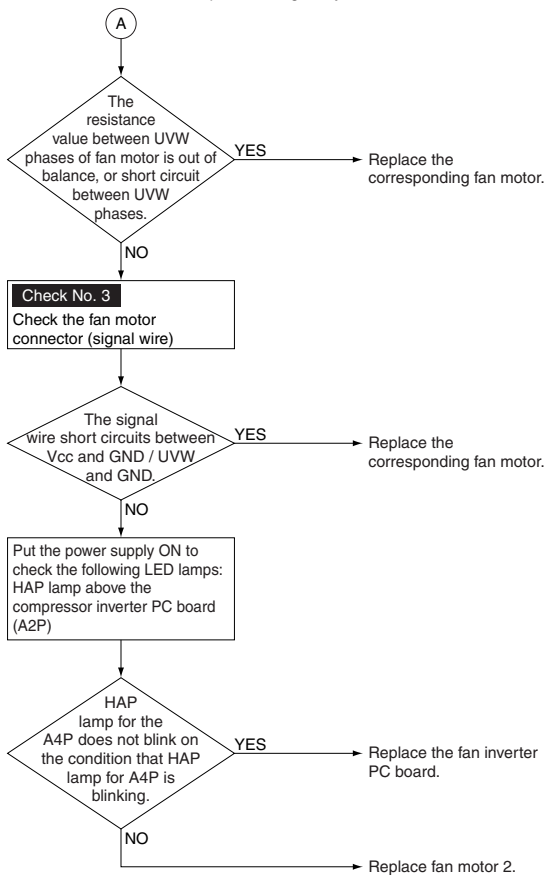 A
The
resistance
value between UVW
phases of fan motor is out of
balance, or short circuit
between UVW
phases.
YES
Replace the
corresponding fan motor.
NO
Check No. 3
Check the fan motor
connector (signal wire)
The signal
wire short circuits between
Vcc and GND / UVW
and GND.
YES
Replace the
corresponding fan motor.
NO
Put the power supply ON to
check the following LED lamps:
HAP lamp above the
compressor inverter PC board
(A2P)
HAP
lamp for the
A4P does not blink on
the condition that HAP
lamp for A4P is
blinking.
YES
Replace the fan inverter
PC board.
NO
Replace fan motor 2.